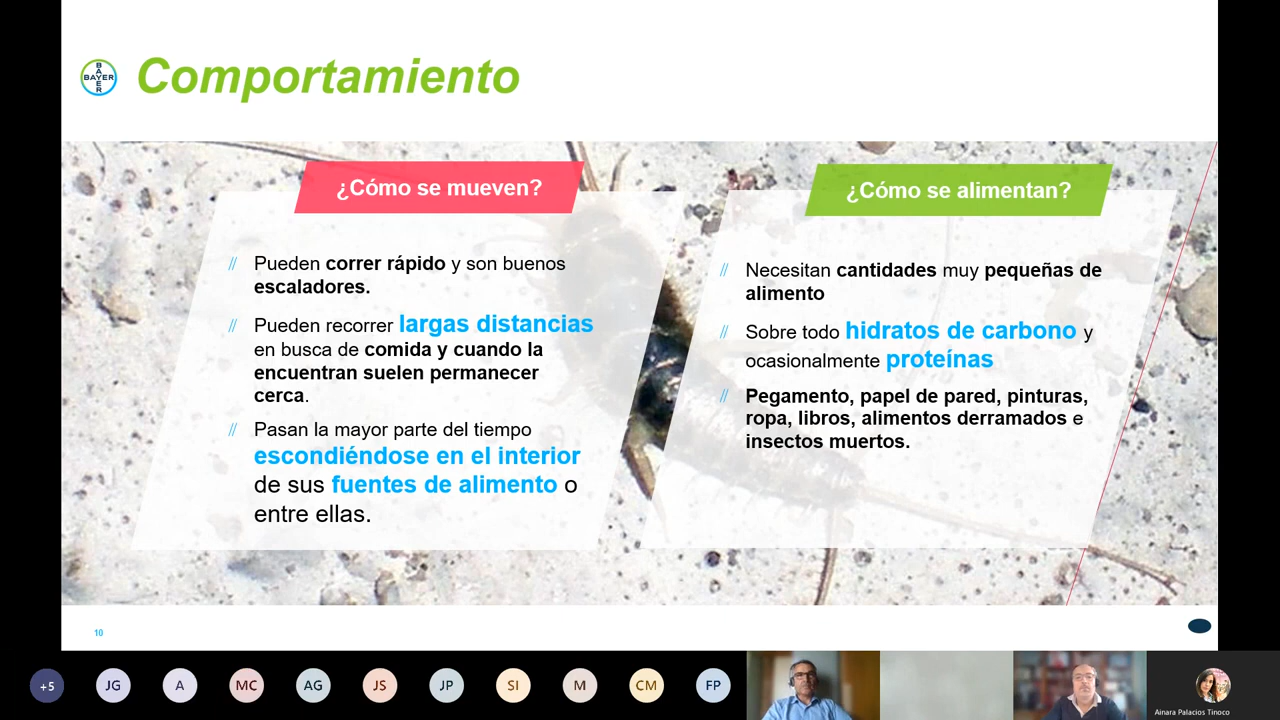 BAYER
BAYER
Comportamiento
¿Cómo se mueven?
// Pueden correr rápido y son buenos
escaladores.
// Pueden recorrer largas distancias
en busca de comida y cuando la
encuentran suelen permanecer
cerca.
// Pasan la mayor parte del tiempo
escondiéndose en el interior
de sus fuentes de alimento o
entre ellas.
¿Cómo se alimentan?
// Necesitan cantidades muy pequeñas de
alimento
// Sobre todo hidratos de carbono y
ocasionalmente proteínas
// Pegamento, papel de pared, pinturas,
ropa, libros, alimentos derramados e
insectos muertos.
10
+5 JG A MC AG JS JP SI M CM FP
Ainara Palacios Tinoco